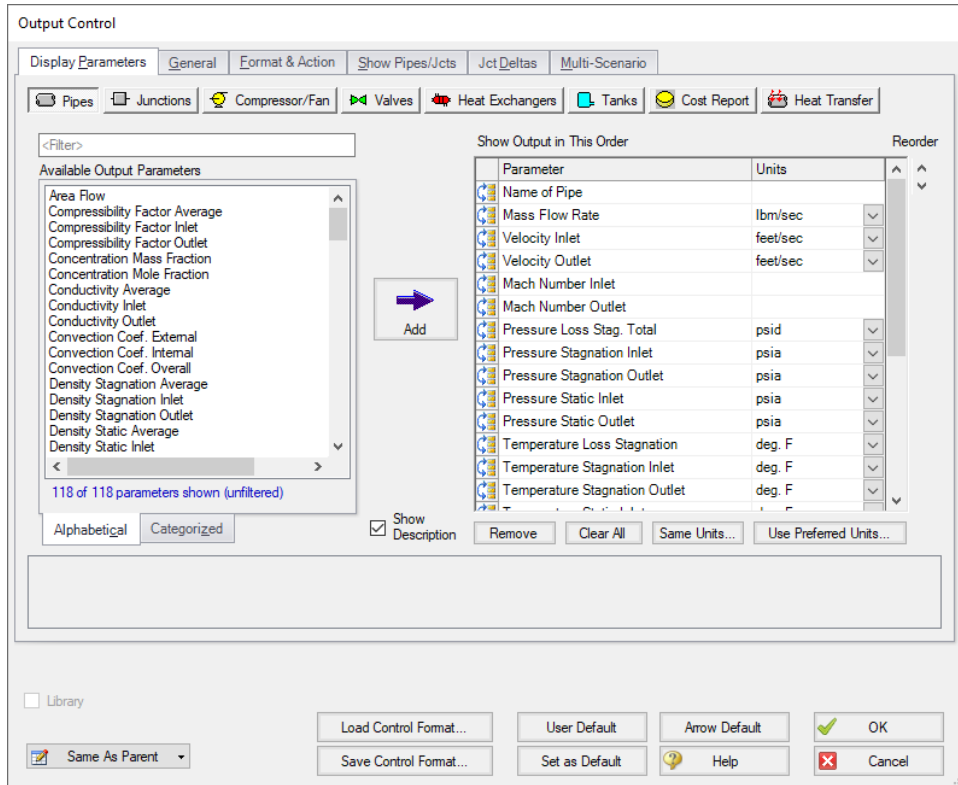 Output Control
Display Parameters General Format & Action Show Pipes/Jcts Jct Deltas Multi-Scenario
Pipes Junctions Compressor/Fan Valves Heat Exchangers Tanks Cost Report Heat Transfer
<Filter>
Available Output Parameters
Area Flow
Compressibility Factor Average
Compressibility Factor Inlet
Compressibility Factor Outlet
Concentration Mass Fraction
Concentration Mole Fraction
Conductivity Average
Conductivity Inlet
Conductivity Outlet
Convection Coef. External
Convection Coef. Internal
Convection Coef. Overall
Density Stagnation Average
Density Stagnation Inlet
Density Stagnation Outlet
Density Static Average
Density Static Inlet
118 of 118 parameters shown (unfiltered)
Alphabetical Categorized
Add
Show
Description
Show Output in This Order Reorder
Parameter Units
Name of Pipe
Mass Flow Rate lbm/sec
Velocity Inlet feet/sec
Velocity Outlet feet/sec
Mach Number Inlet
Mach Number Outlet
Pressure Loss Stag. Total psid
Pressure Stagnation Inlet psia
Pressure Stagnation Outlet psia
Pressure Static Inlet psia
Pressure Static Outlet psia
Temperature Loss Stagnation deg. F
Temperature Stagnation Inlet deg. F
Temperature Stagnation Outlet deg. F
Remove Clear All Same Units... Use Preferred Units...
Library
Load Control Format... User Default Arrow Default OK
Same As Parent Save Control Format... Set as Default Help Cancel